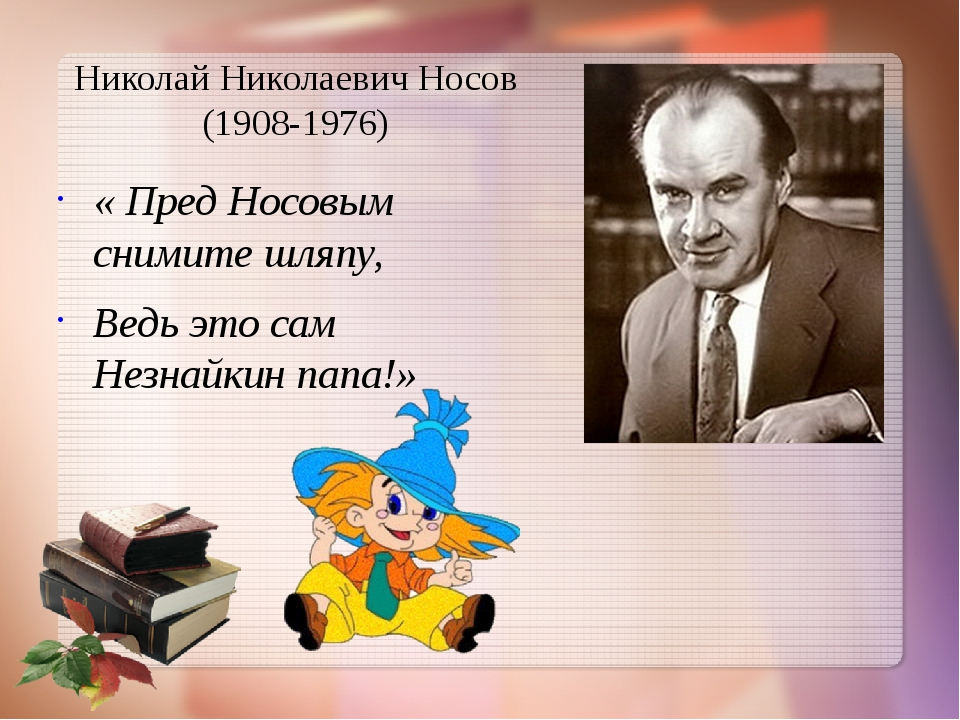 Николай Николаевич Носов
(1908-1976)
« Пред Носовым
снимите шляпу,
Ведь это сам
Незнайкин папа!»